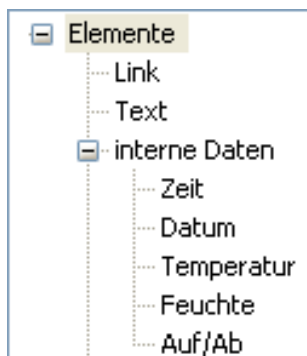 Elemente
Link
Text
interne Daten
Zeit
Datum
Temperatur
Feuchte
Auf/Ab